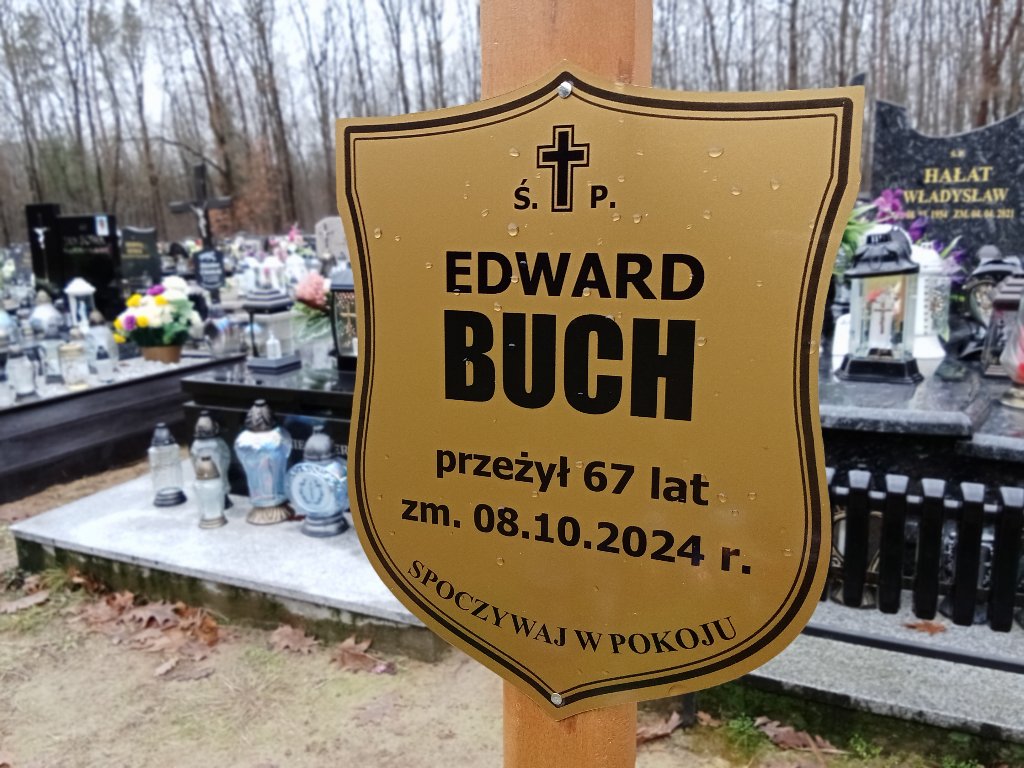 Ś. P.
EDWARD
BUCH
przeżył 67 lat
zm. 08.10.2024 r.
SPOCZYWAJ W POKOJU
HAŁAT
WŁADYSŁAW